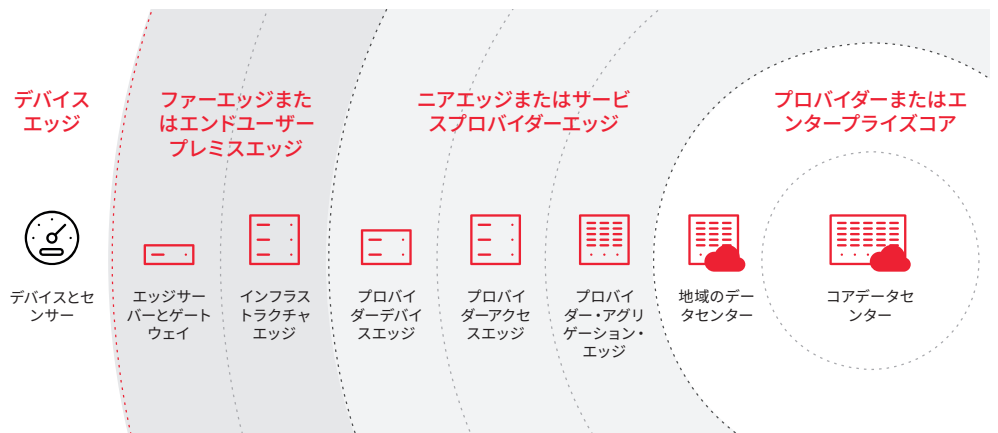 デバイス
エッジ
ファーエッジまた
はエンドユーザー
プレミスエッジ
ニアエッジまたはサービ
スプロバイダーエッジ
プロバイダーまたはエ
ンタープライズコア
デバイスとセ
ンサー
エッジサー
バーとゲート
ウェイ
インフラス
トラクチャ
エッジ
プロバイ
ダーデバイ
スエッジ
プロバイ
ダーアクセ
スエッジ
プロバイ
ダー・アグリ
ゲーション・
エッジ
地域のデー
タセンター
コアデータセ
ンター